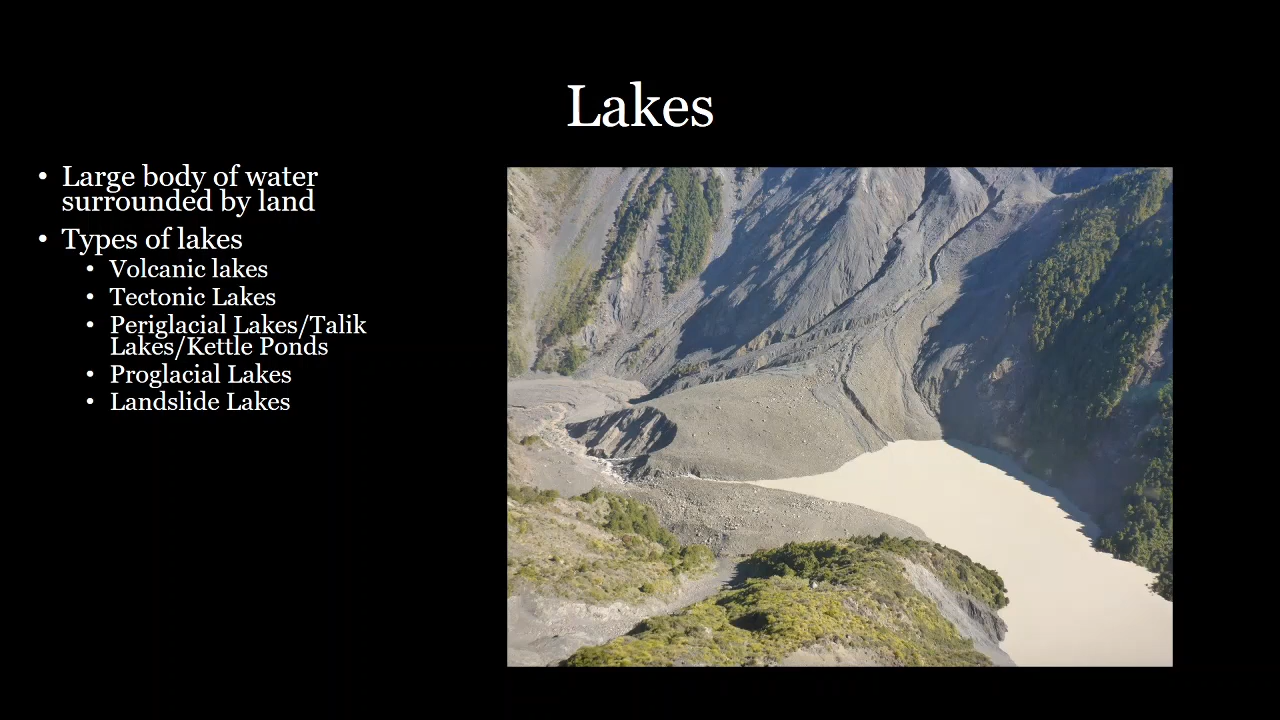 Lakes
• Large body of water
surrounded by land
• Types of lakes
• Volcanic lakes
• Tectonic Lakes
• Periglacial Lakes/Talik
Lakes/Kettle Ponds
• Proglacial Lakes
• Landslide Lakes